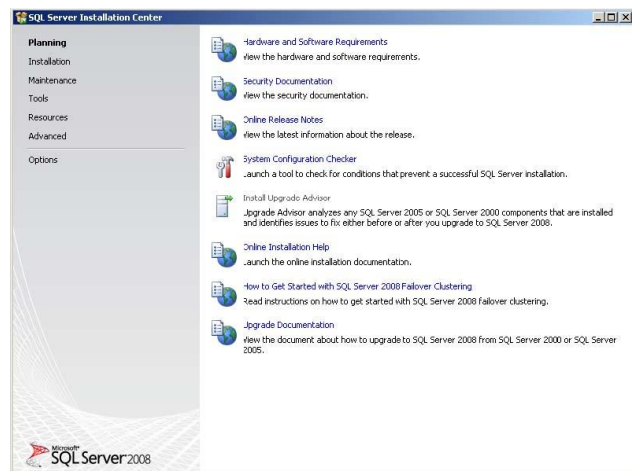 SQL Server Installation Center
Planning
Installation
Maintenance
Tools
Resources
Advanced
Options
Hardware and Software Requirements
View the hardware and software requirements.
Security Documentation
View the security documentation.
Online Release Notes
View the latest information about the release.
System Configuration Checker
Launch a tool to check for conditions that prevent a successful SQL Server installation.
Install Upgrade Advisor
Upgrade Advisor analyzes any SQL Server 2005 or SQL Server 2000 components that are installed
and identifies issues to fix either before or after you upgrade to SQL Server 2008.
Online Installation Help
Launch the online installation documentation.
How to Get Started with SQL Server 2008 Failover Clustering
Read instructions on how to get started with SQL Server 2008 failover clustering.
Upgrade Documentation
View the document about how to upgrade to SQL Server 2008 from SQL Server 2000 or SQL Server
2005.
Microsoft
SQL Server 2008